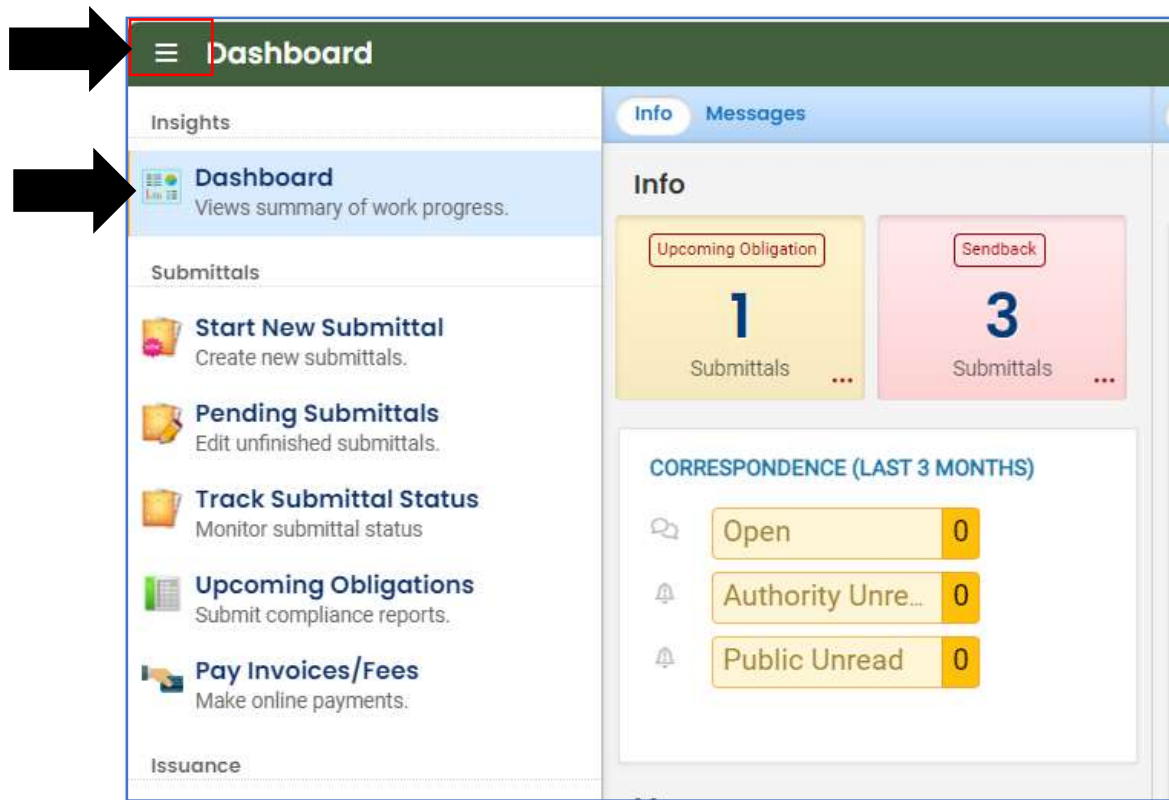 Dashboard
Insights
Dashboard
Views summary of work progress.
Submittals
Start New Submittal
Create new submittals.
Pending Submittals
Edit unfinished submittals.
Track Submittal Status
Monitor submittal status
Upcoming Obligations
Submit compliance reports.
Pay Invoices/Fees
Make online payments.
Issuance
Info Messages
Info
Upcoming Obligation
1
Submittals
...
Sendback
3
Submittals
...
CORRESPONDENCE (LAST 3 MONTHS)
Open 0
Authority Unre... 0
Public Unread 0